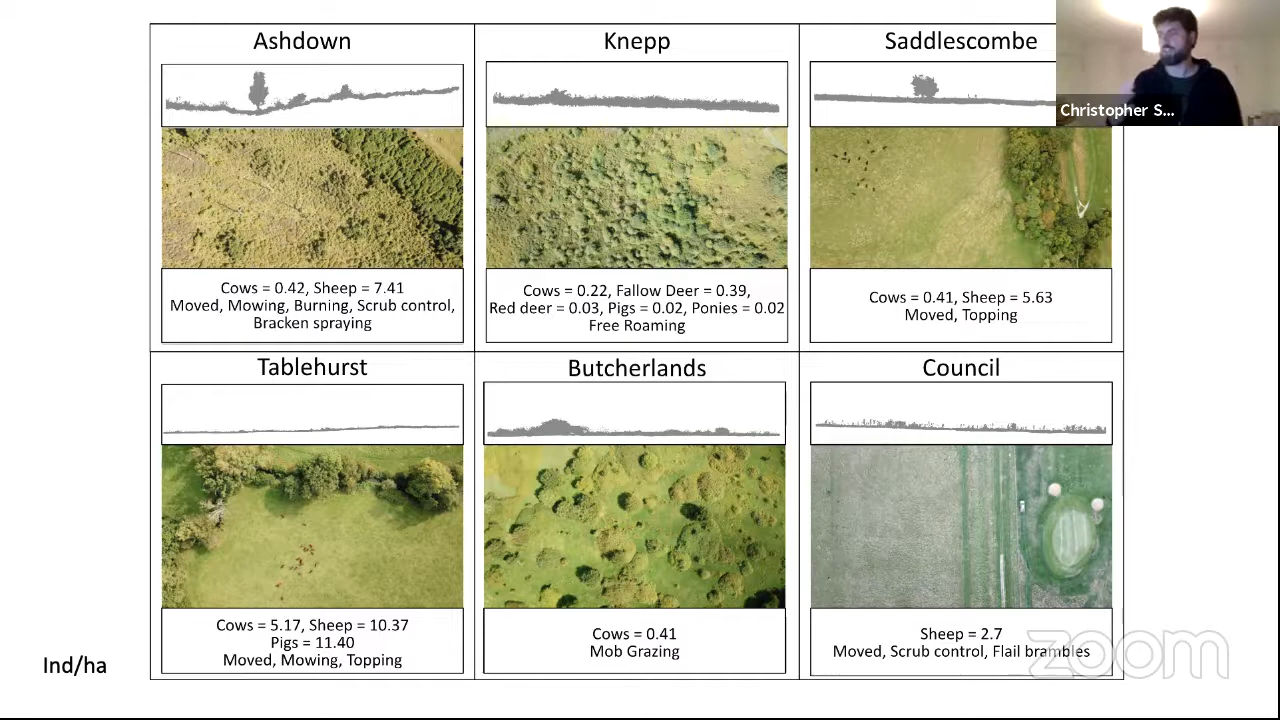 Ashdown
Cows = 0.42, Sheep = 7.41
Moved, Mowing, Burning, Scrub control,
Bracken spraying
Knepp
Cows = 0.22, Fallow Deer = 0.39,
Red deer = 0.03, Pigs = 0.02, Ponies = 0.02
Free Roaming
Saddlescombe
Cows = 0.41, Sheep = 5.63
Moved, Topping
Christopher S...
Tablehurst
Cows = 5.17, Sheep = 10.37
Pigs = 11.40
Moved, Mowing, Topping
Butcherlands
Cows = 0.41
Mob Grazing
Council
Sheep = 2.7
Moved, Scrub control, Flail brambles
Ind/ha
zoom